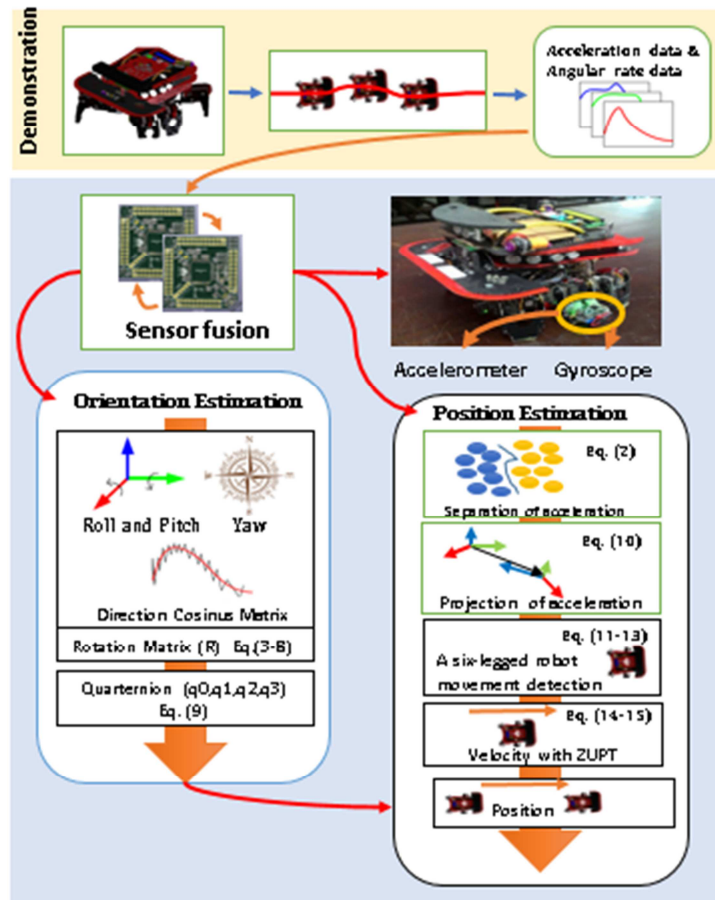 Demonstration
Acceleration data &
Angular rate data
Sensor fusion
Accelerometer
Gyroscope
Orientation Estimation
Roll and Pitch
Yaw
Direction Cosinus Matrix
Rotation Matrix (R) Eq.(3-8)
Quarternion (q0,q1,q2,q3)
Eq. (9)
Position Estimation
Eq. (2)
Separation of acceleration
Eq. (10)
Projection of acceleration
Eq. (11-13)
A six-legged robot
movement detection
Eq. (14-15)
Velocity with ZUPT
Position